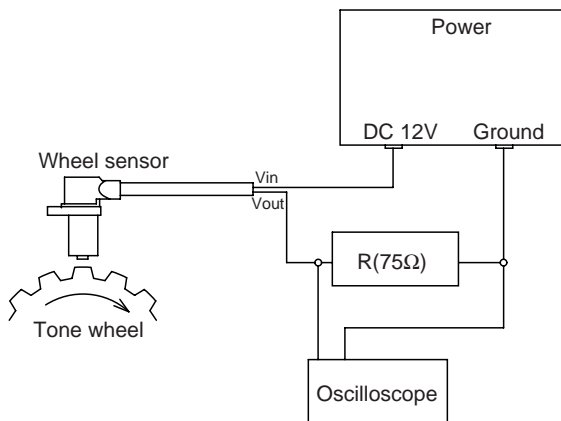 Power
DC 12V Ground
Wheel sensor
Vin
Vout
R(75Ω)
Tone wheel
Oscilloscope